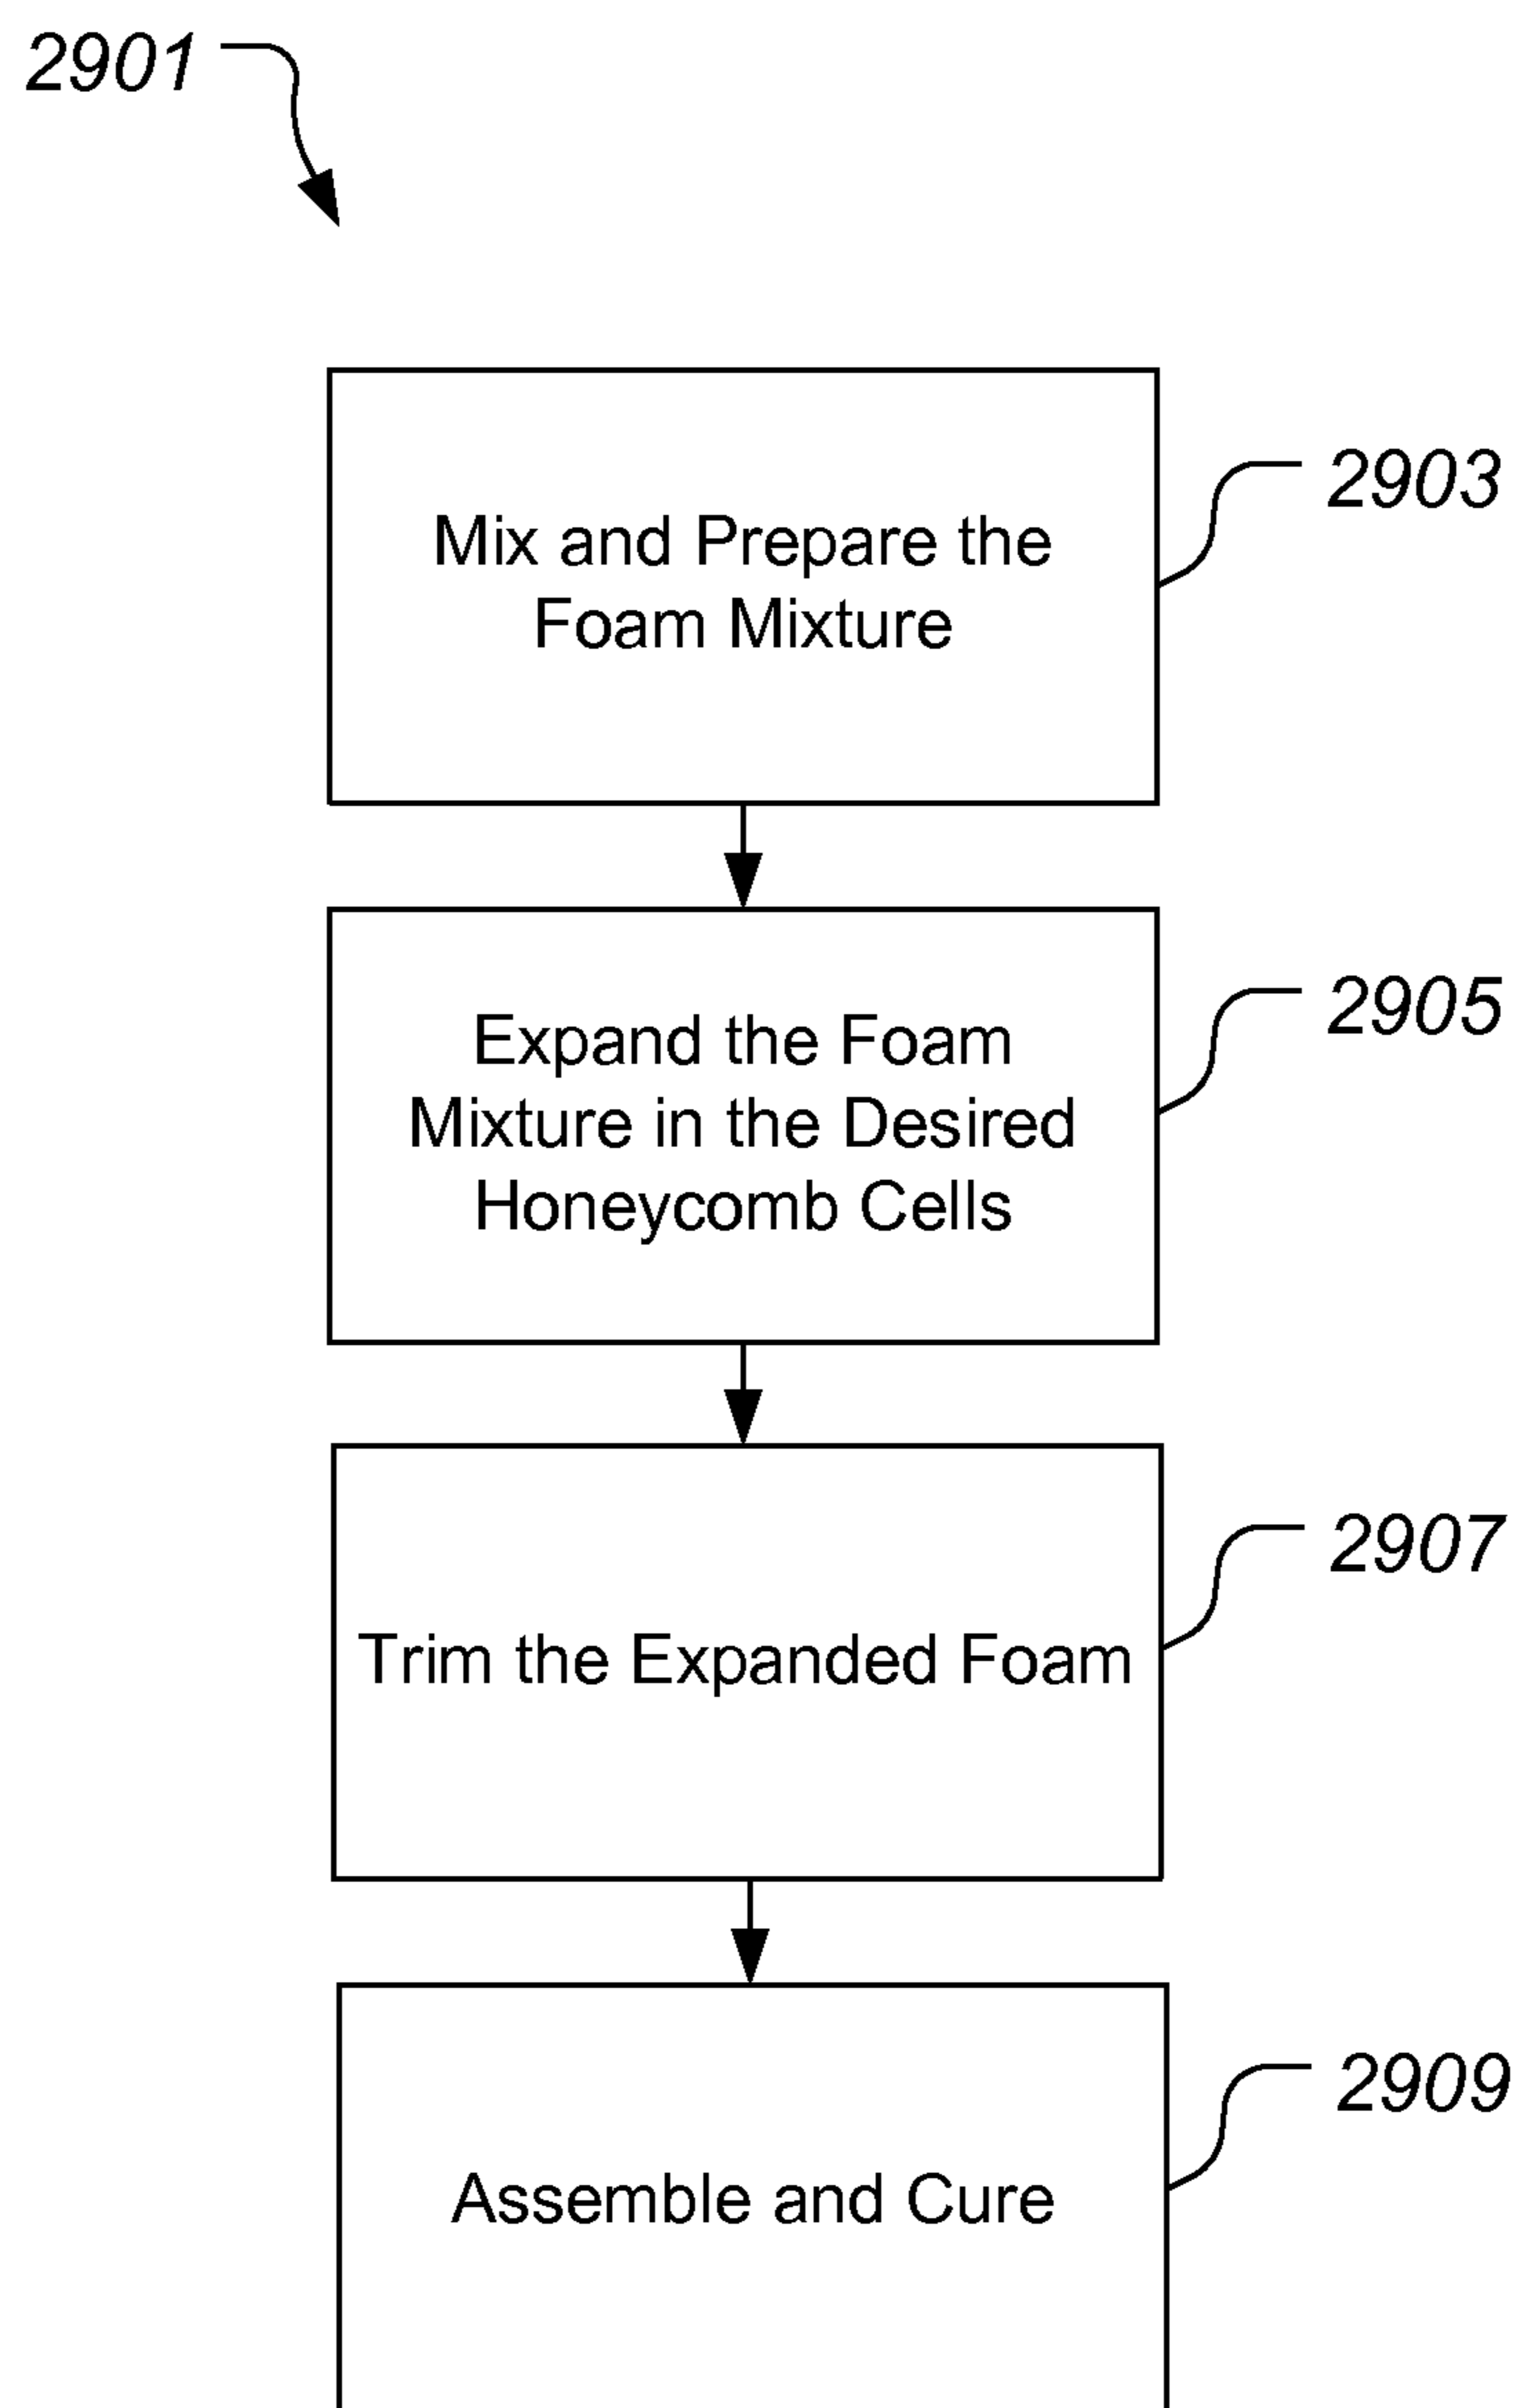 2901
Mix and Prepare the
Foam Mixture
2903
Expand the Foam
Mixture in the Desired
Honeycomb Cells
2905
Trim the Expanded Foam
2907
Assemble and Cure
2909